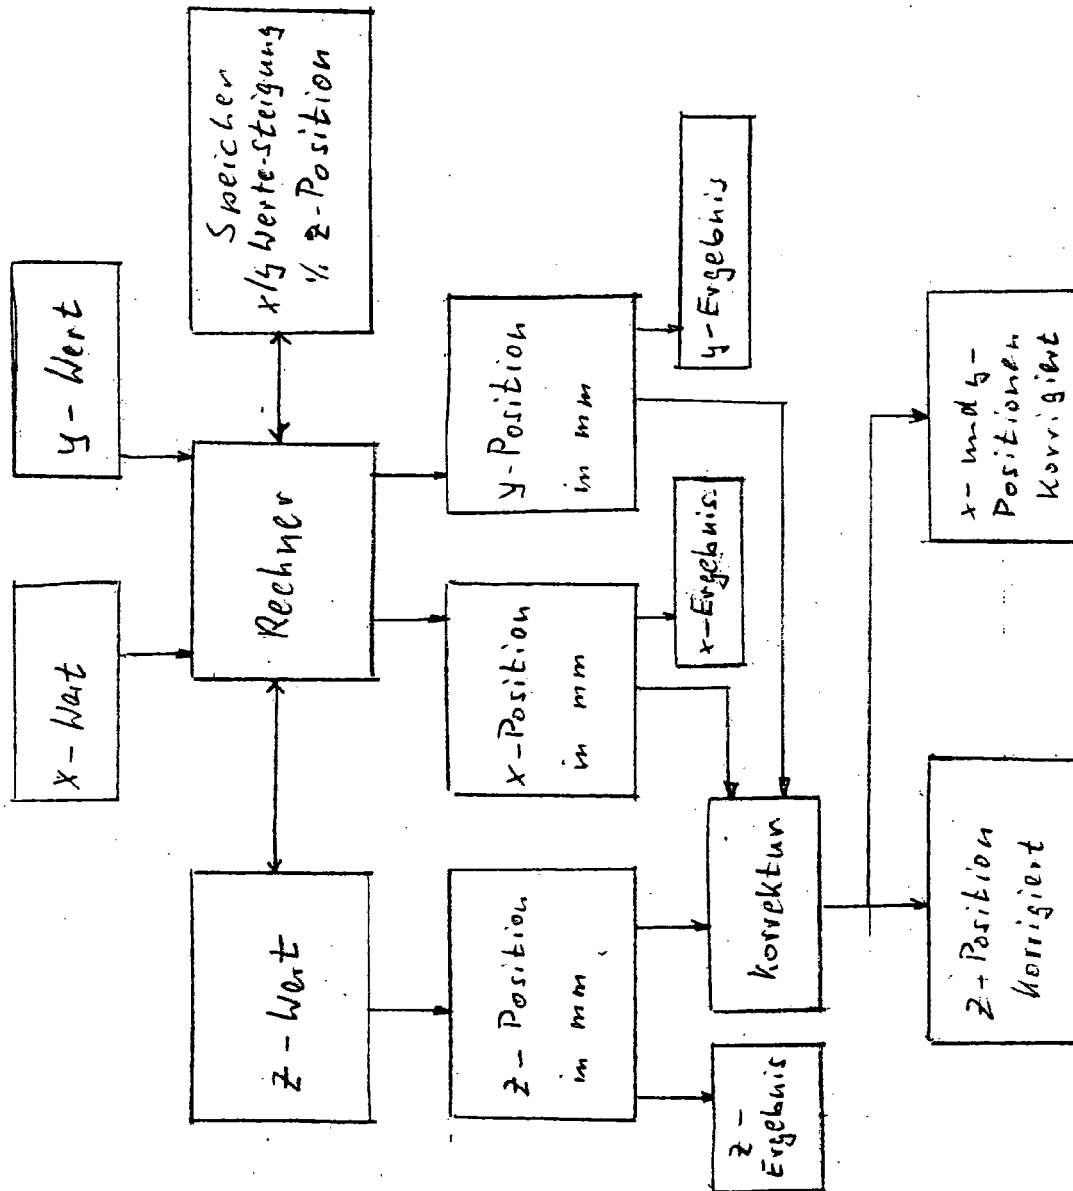 x-Wert
y-Wert
z-Wert
Rechner
Speicher
x/y Werte-steigung
% z-Position
z-Position
in mm
x-Position
in mm
y-Position
in mm
z-
Ergebnis
Korrektur
x-Ergebnis
y-Ergebnis
z-Position
Korrigiert
x- und y-
Positionen
Korrigiert